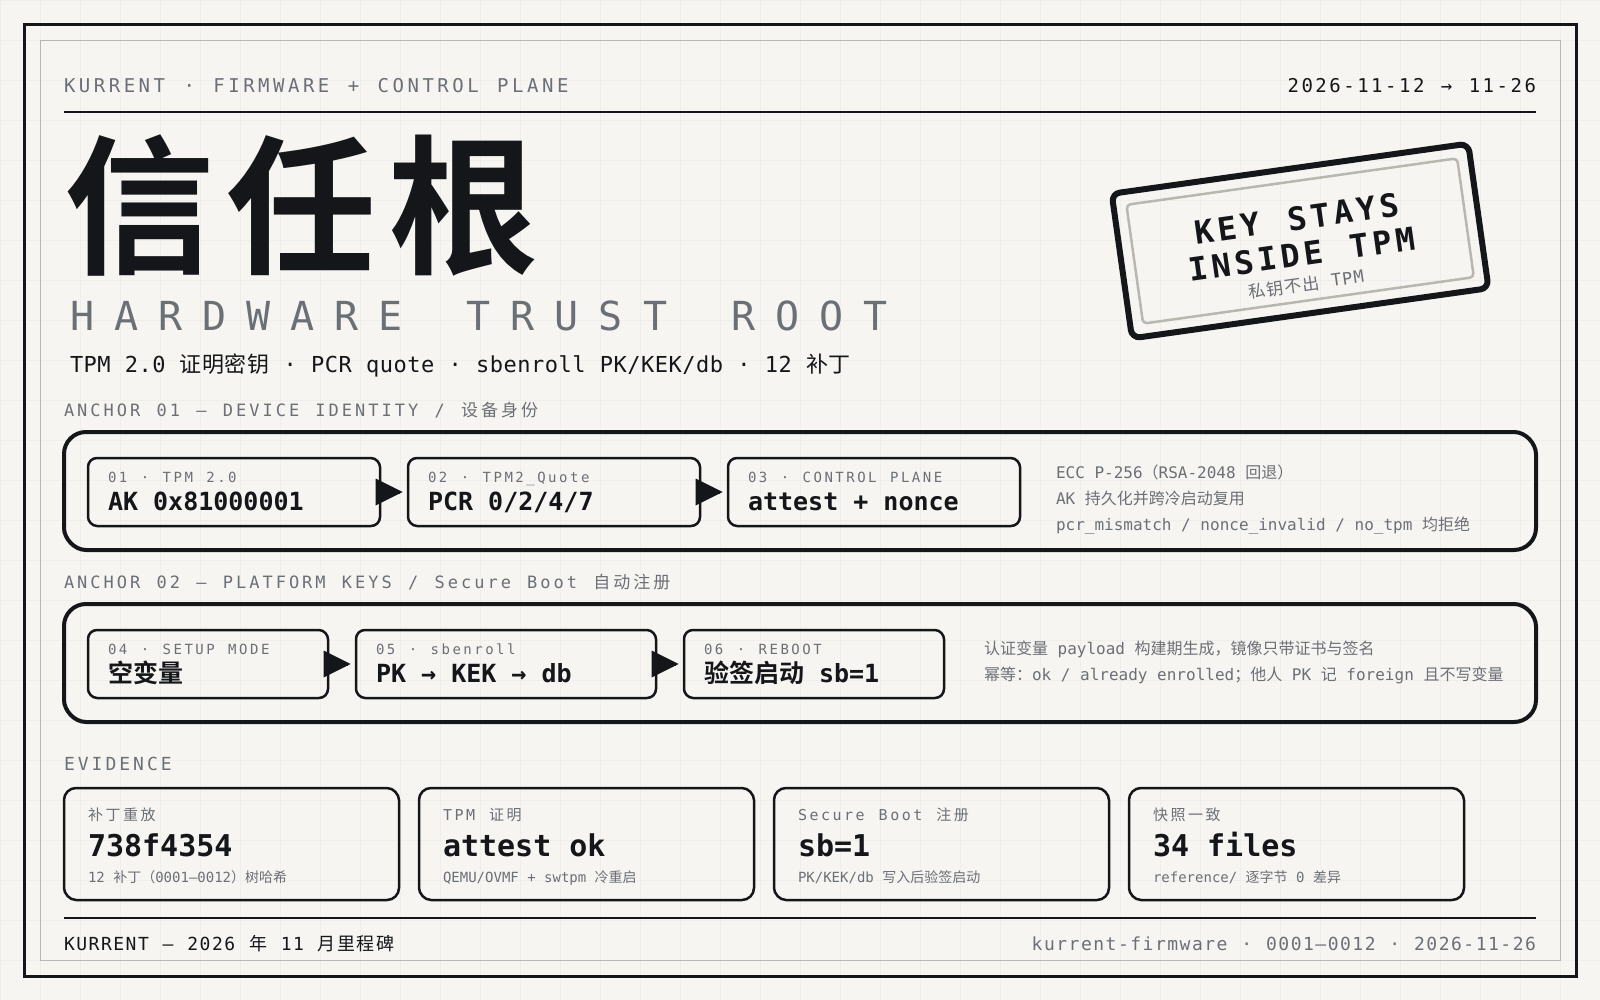 KURRENT · FIRMWARE + CONTROL PLANE
2026-11-12 → 11-26
信任根
KEY STAYS
INSIDE TPM
私钥不出 TPM
HARDWARE TRUST ROOT
TPM 2.0 证明密钥 · PCR quote · sbenroll PK/KEK/db · 12 补丁
ANCHOR 01 — DEVICE IDENTITY / 设备身份
01 · TPM 2.0
AK 0x81000001
02 · TPM2_Quote
PCR 0/2/4/7
03 · CONTROL PLANE
attest + nonce
ECC P-256（RSA-2048 回退）
AK 持久化并跨冷启动复用
pcr_mismatch / nonce_invalid / no_tpm 均拒绝
ANCHOR 02 — PLATFORM KEYS / Secure Boot 自动注册
04 · SETUP MODE
空变量
05 · sbenroll
PK → KEK → db
06 · REBOOT
验签启动 sb=1
认证变量 payload 构建期生成，镜像只带证书与签名
幂等：ok / already enrolled；他人 PK 记 foreign 且不写变量
EVIDENCE
补丁重放
738f4354
12 补丁（0001–0012）树哈希
TPM 证明
attest ok
QEMU/OVMF + swtpm 冷重启
Secure Boot 注册
sb=1
PK/KEK/db 写入后验签启动
快照一致
34 files
reference/ 逐字节 0 差异
KURRENT — 2026 年 11 月里程碑
kurrent-firmware · 0001–0012 · 2026-11-26